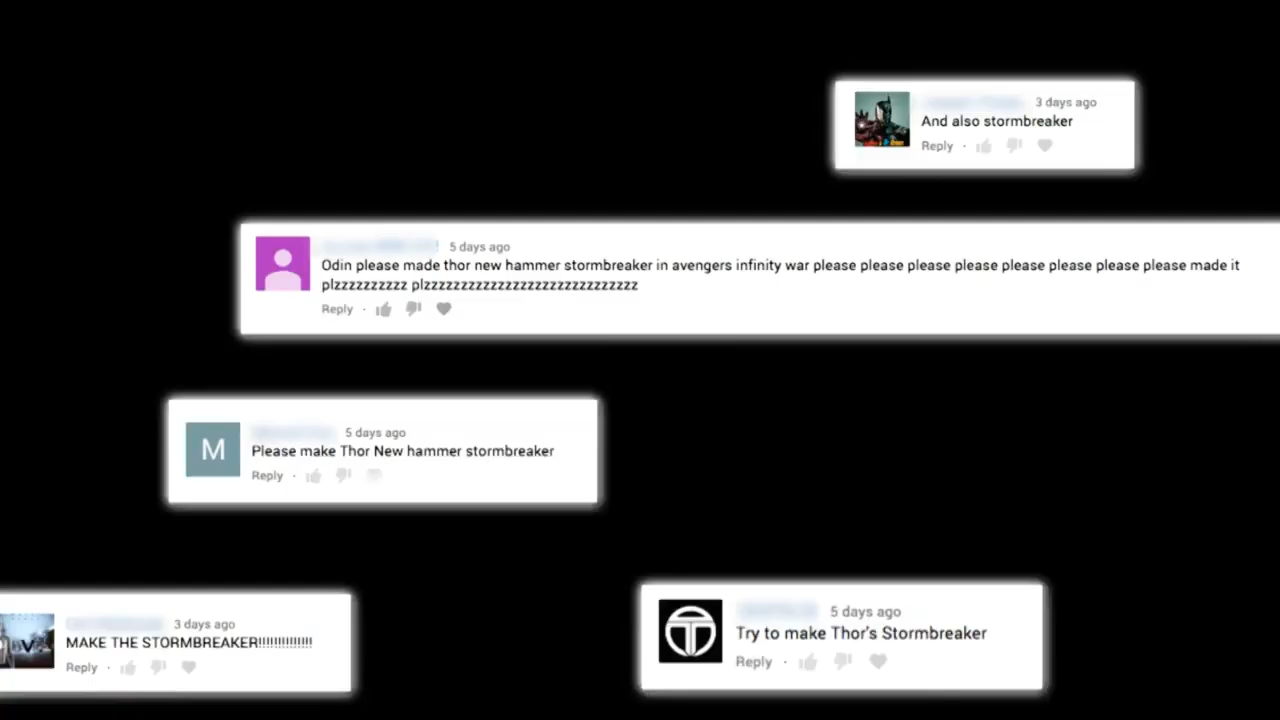 3 days ago
And also stormbreaker
Reply
5 days ago
Odin please made thor new hammer stormbreaker in avengers infinity war please please please please please please please please made it
plzzzzzzzzzz plzzzzzzzzzzzzzzzzzzzzzzzzzzzzz
Reply
M
5 days ago
Please make Thor New hammer stormbreaker
Reply
3 days ago
MAKE THE STORMBREAKER!!!!!!!!!!!!!!
Reply
5 days ago
Try to make Thor's Stormbreaker
Reply